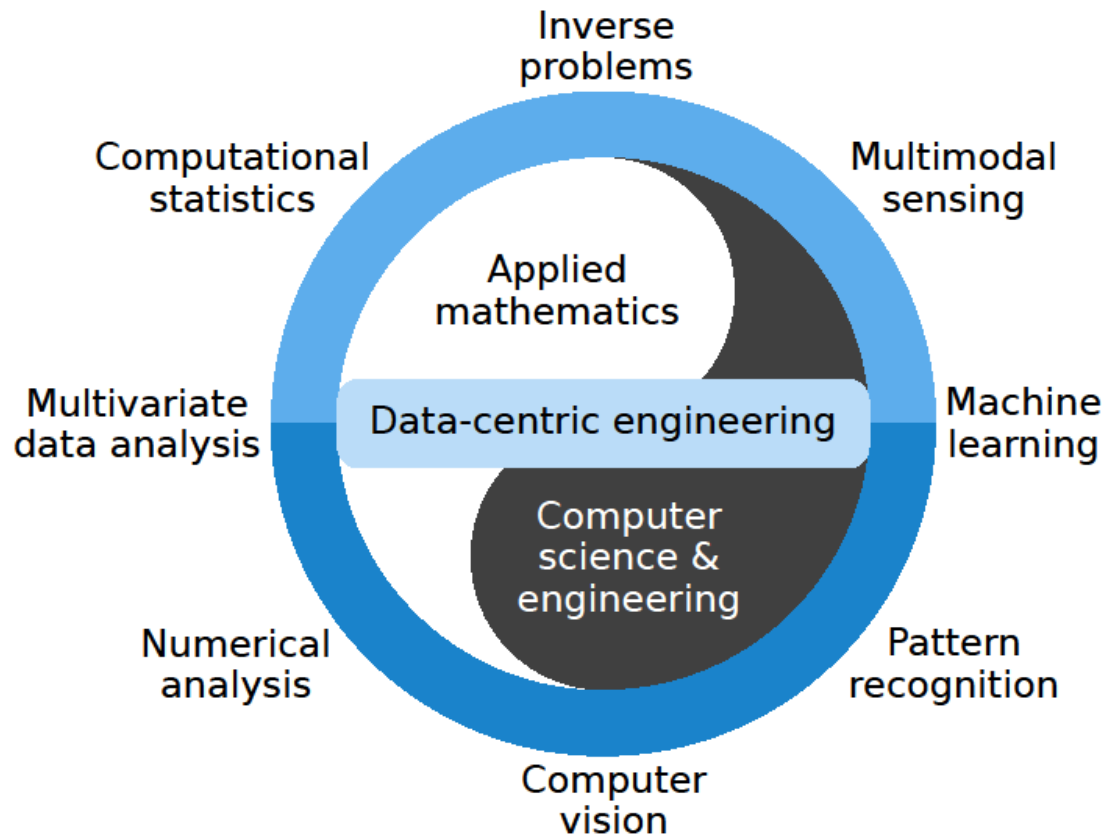 Inverse
problems
Computational
statistics
Multimodal
sensing
Applied
mathematics
Multivariate
data analysis
Data-centric engineering
Machine
learning
Computer
science &
engineering
Numerical
analysis
Pattern
recognition
Computer
vision